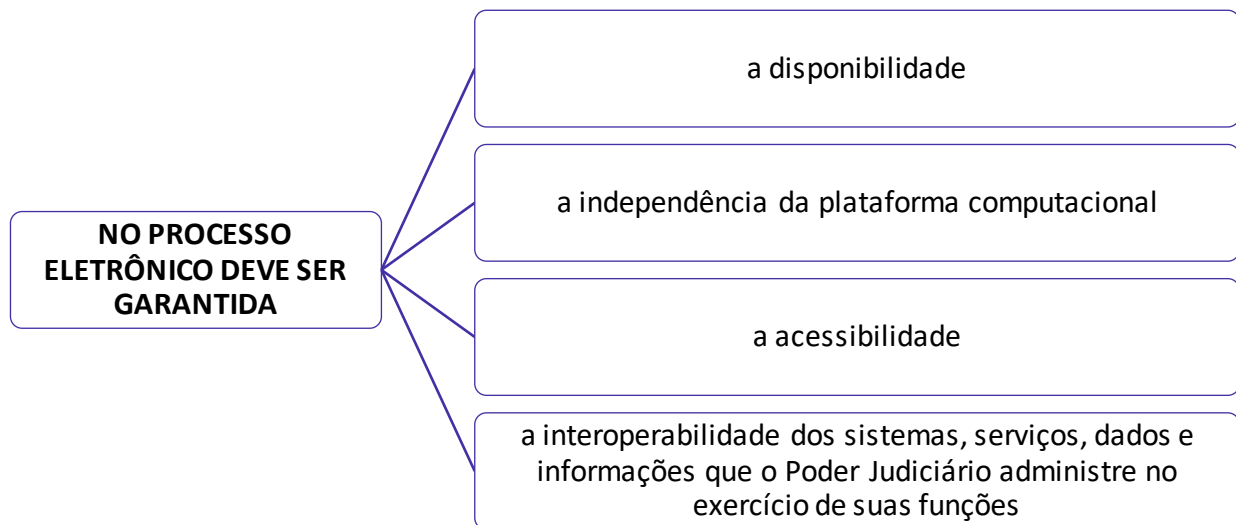 NO PROCESSO
ELETRÔNICO DEVE SER
GARANTIDA
a disponibilidade
a independência da plataforma computacional
a acessibilidade
a interoperabilidade dos sistemas, serviços, dados e
informações que o Poder Judiciário administre no
exercício de suas funções